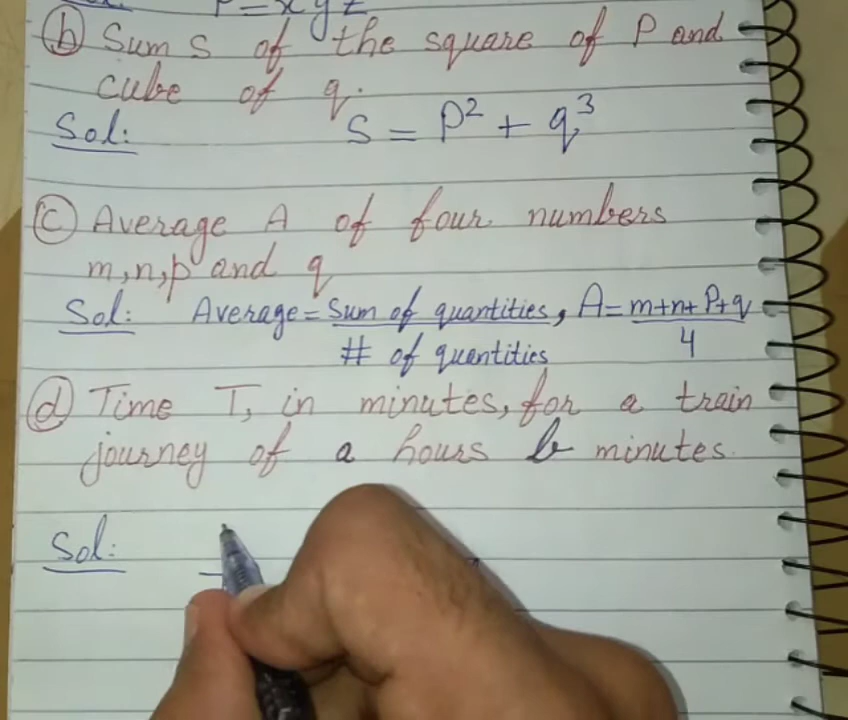 P = xyz
(b) Sum S of the square of P and
cube of q.
Sol: S = P² + q³
(c) Average A of four numbers
m, n, p and q
Sol: Average = Sum of quantities / # of quantities, A = m+n+P+q / 4
(d) Time T, in minutes, for a train
journey of a hours b minutes.
Sol: